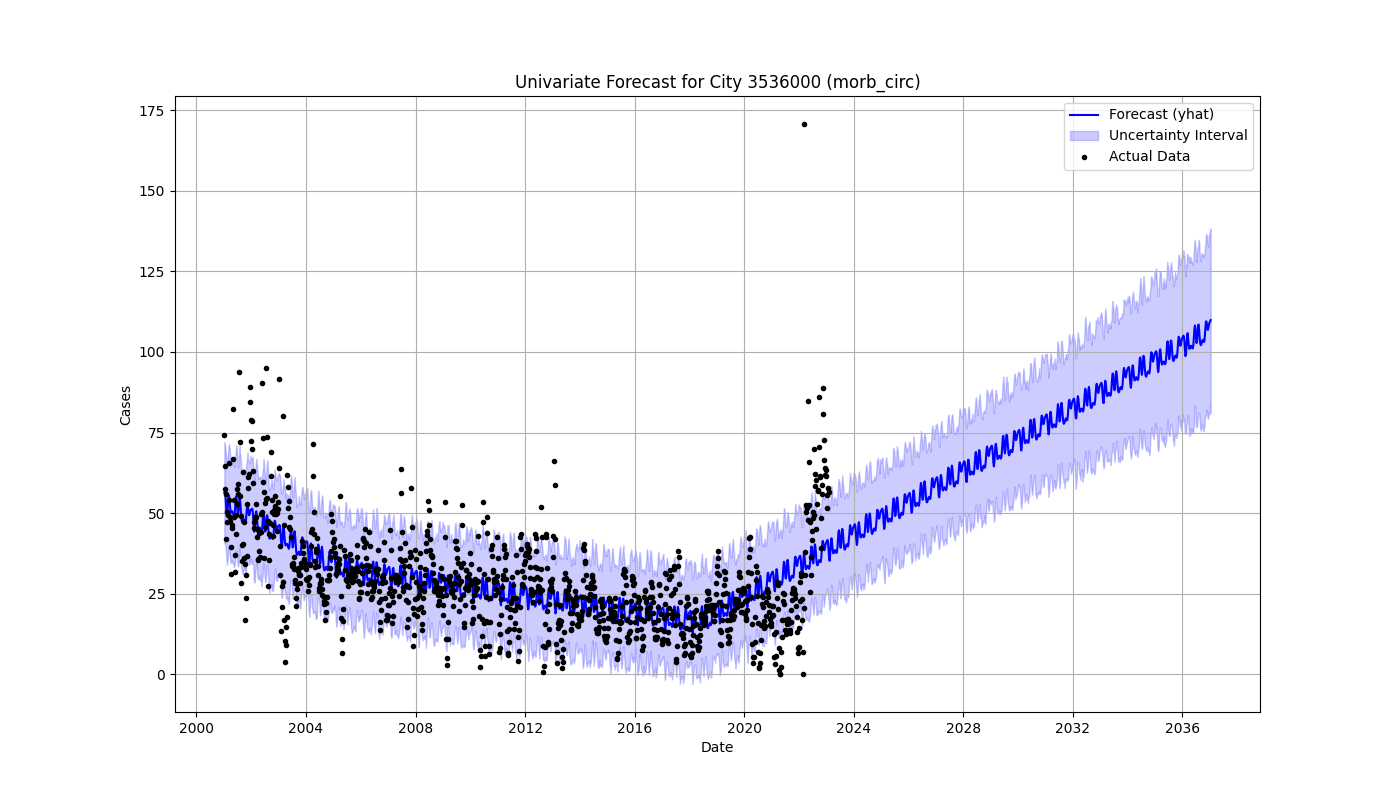 Univariate Forecast for City 3536000 (morb_circ)
Forecast (yhat)
Uncertainty Interval
Actual Data
175
150
125
100
75
50
25
0
Cases
2000 2004 2008 2012 2016 2020 2024 2028 2032 2036
Date